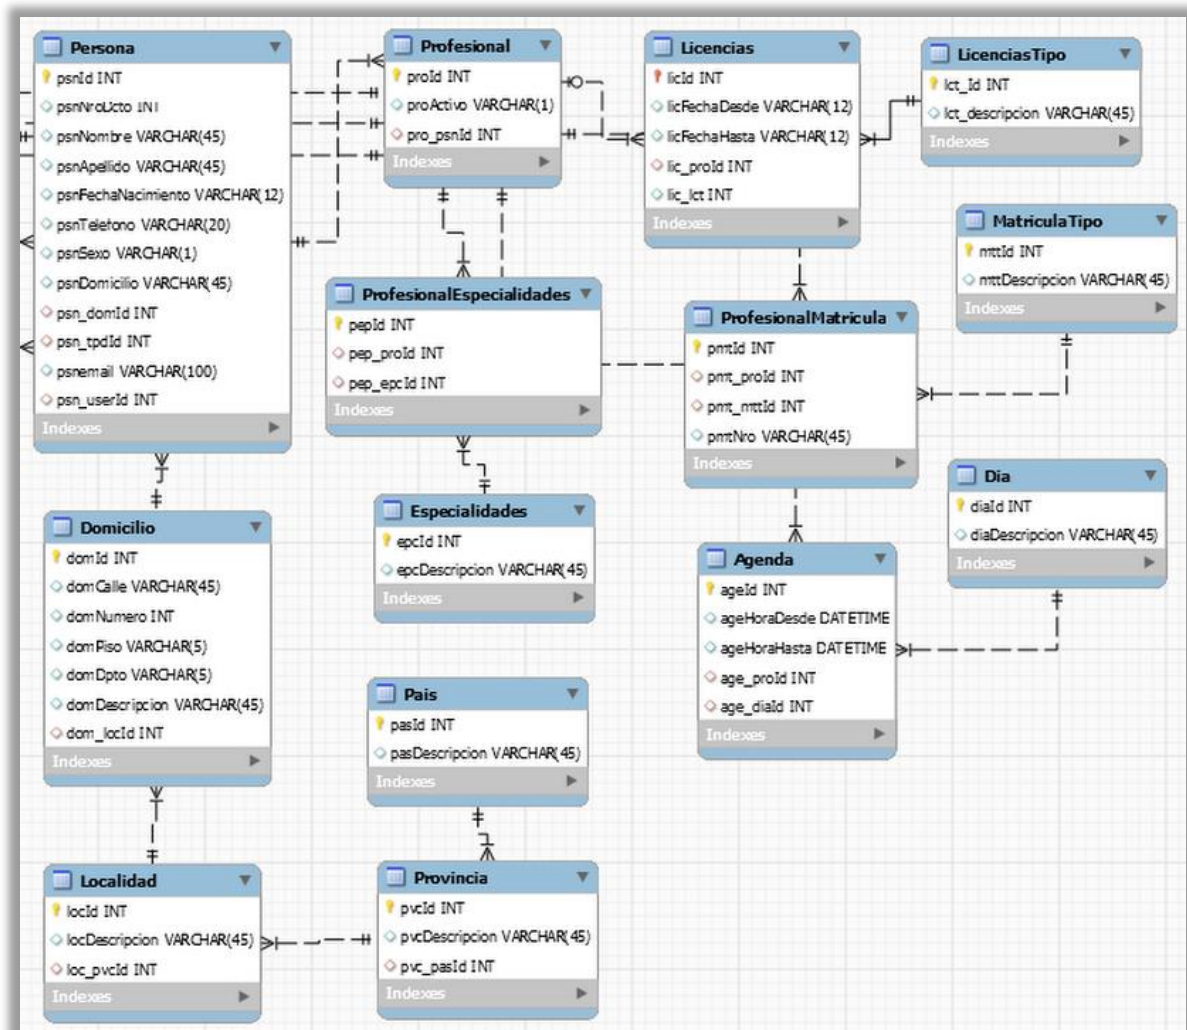 Persona
psnId INT
psnNroDcto INT
psnNombre VARCHAR(45)
psnApellido VARCHAR(45)
psnFechaNacimiento VARCHAR(12)
psnTelefono VARCHAR(20)
psnSexo VARCHAR(1)
psnDomicilio VARCHAR(45)
psn_domId INT
psn_tpdId INT
psnemail VARCHAR(100)
psn_userId INT
Indexes
Profesional
proId INT
proActivo VARCHAR(1)
pro_psnId INT
Indexes
Licencias
licId INT
licFechaDesde VARCHAR(12)
licFechaHasta VARCHAR(12)
lic_proId INT
lic_lct INT
Indexes
LicenciasTipo
lct_Id INT
lct_descripcion VARCHAR(45)
Indexes
MatriculaTipo
mttId INT
mttDescripcion VARCHAR(45)
Indexes
ProfesionalEspecialidades
pepId INT
pep_proId INT
pep_epcId INT
Indexes
ProfesionalMatricula
pmtId INT
pmt_proId INT
pmt_mttId INT
pmtNro VARCHAR(45)
Indexes
Dia
diaId INT
diaDescripcion VARCHAR(45)
Indexes
Domicilio
domId INT
domCalle VARCHAR(45)
domNumero INT
domPiso VARCHAR(5)
domDpto VARCHAR(5)
domDescripcion VARCHAR(45)
dom_locId INT
Indexes
Especialidades
epcId INT
epcDescripcion VARCHAR(45)
Indexes
Agenda
ageId INT
ageHoraDesde DATETIME
ageHoraHasta DATETIME
age_proId INT
age_diaId INT
Indexes
Pais
pasId INT
pasDescripcion VARCHAR(45)
Indexes
Localidad
locId INT
locDescripcion VARCHAR(45)
loc_pvcId INT
Indexes
Provincia
pvcId INT
pvcDescripcion VARCHAR(45)
pvc_pasId INT
Indexes